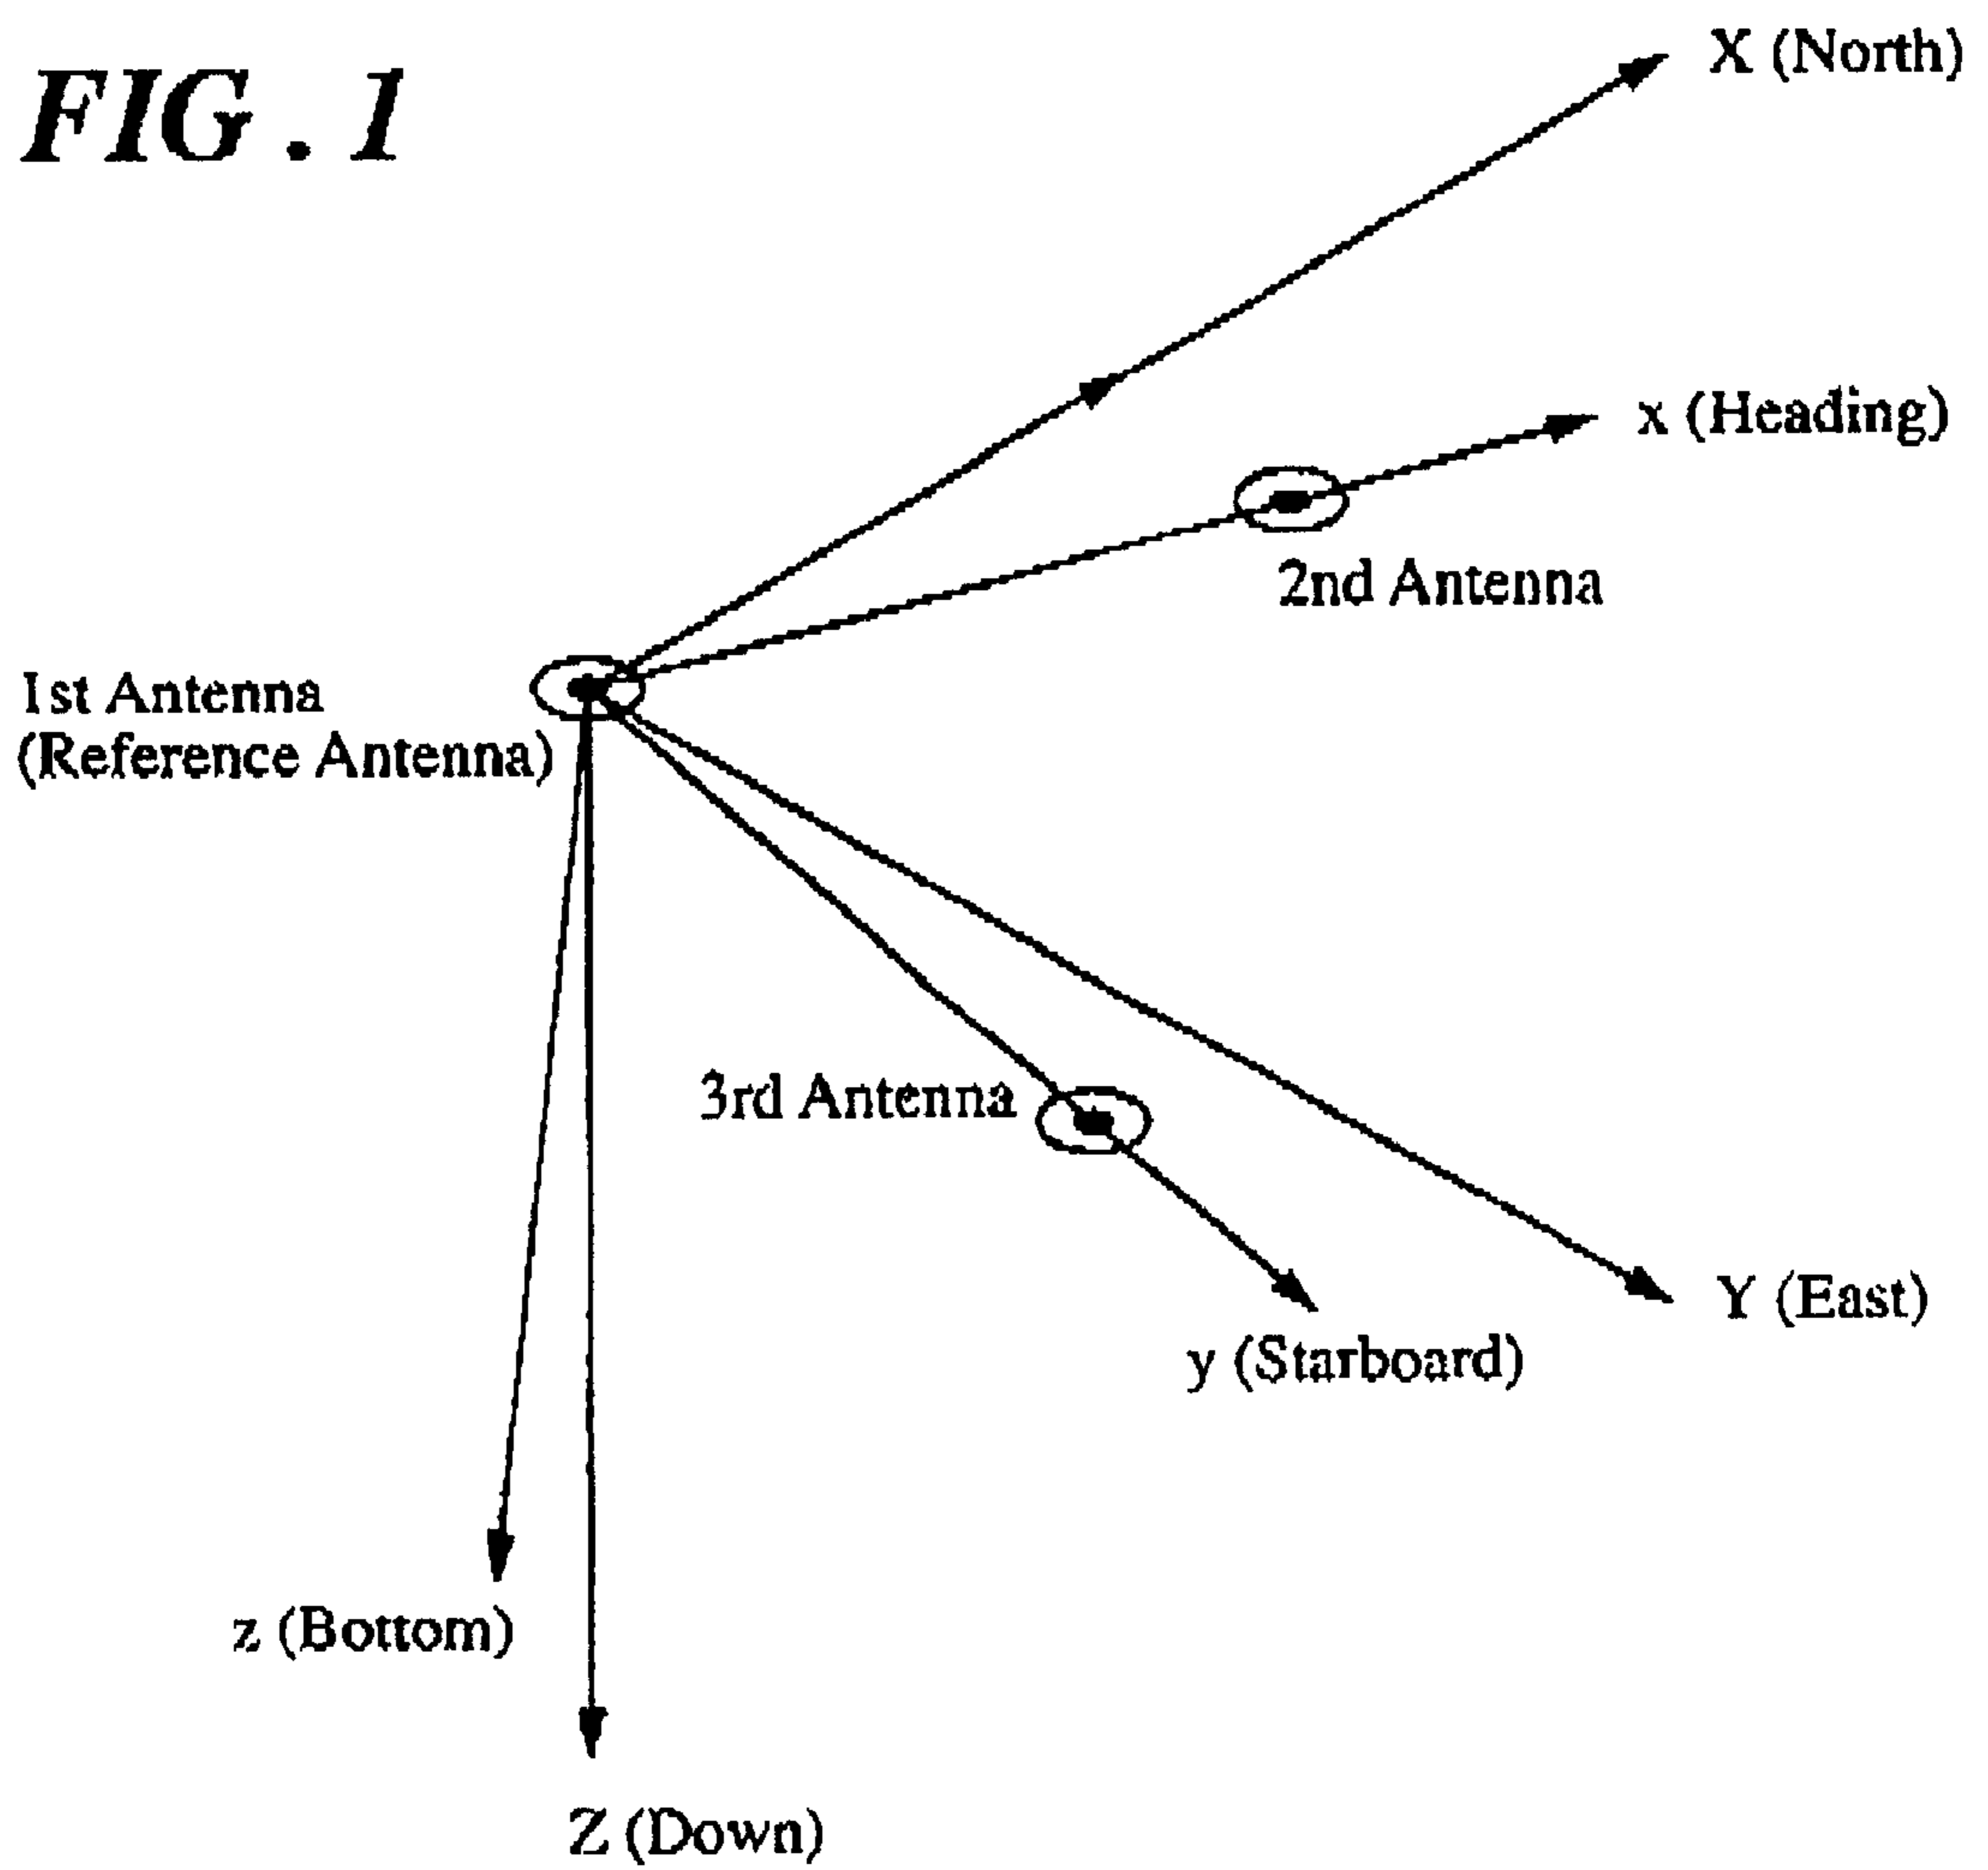 FIG. 1
X (North)
x (Heading)
2nd Antenna
1st Antenna
(Reference Antenna)
3rd Antenna
Y (East)
y (Starboard)
z (Bottom)
Z (Down)